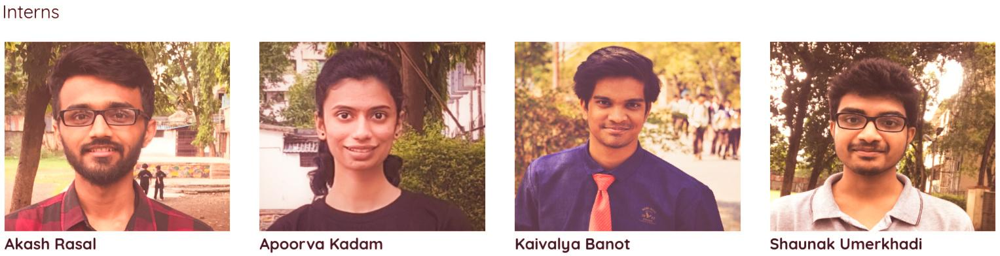 Interns
Akash Rasal
Apoorva Kadam
Kaivalya Banot
Shaunak Umerkhadi